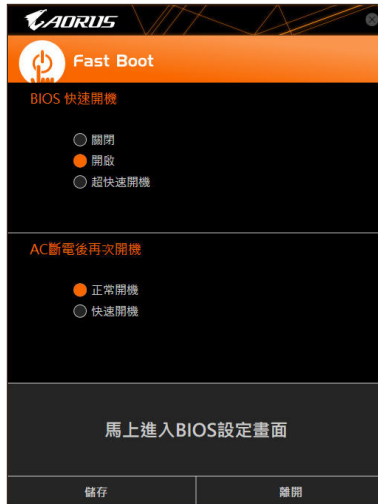 AORUS
Fast Boot
BIOS 快速開機
關閉
開啟
超快速開機
AC斷電後再次開機
正常開機
快速開機
馬上進入BIOS設定畫面
儲存 離開